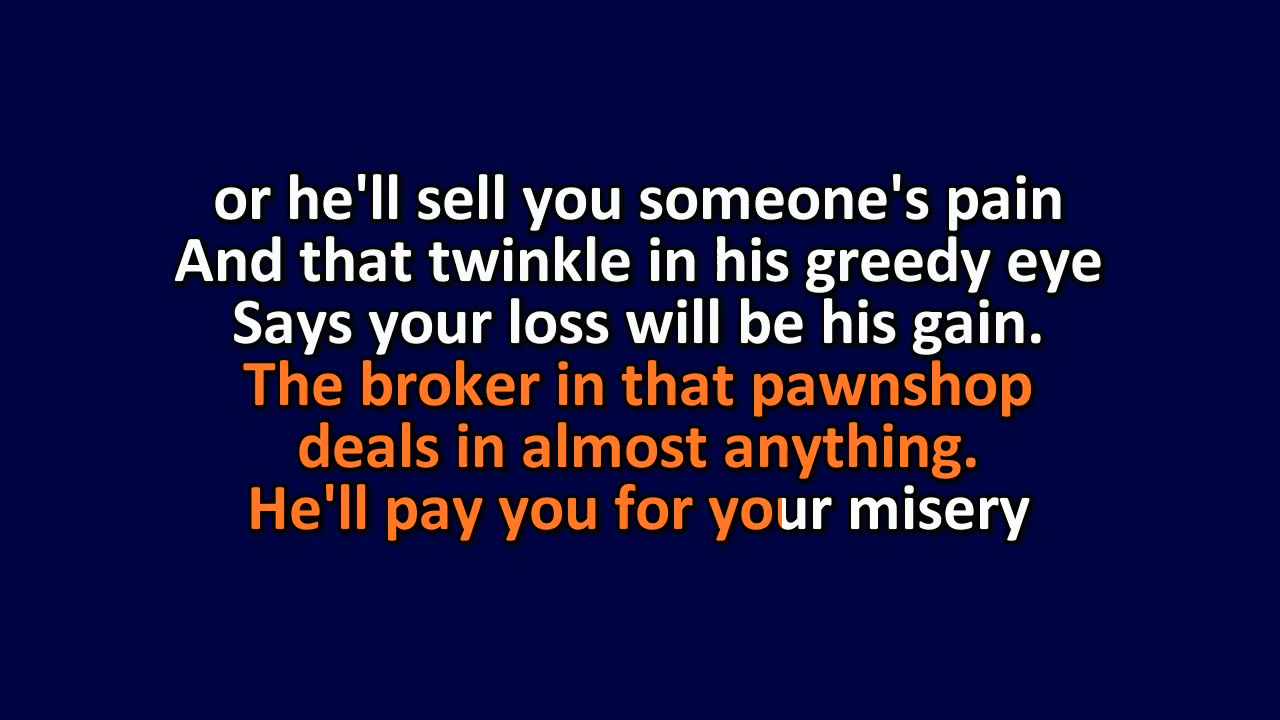 or he'll sell you someone's pain
And that twinkle in his greedy eye
Says your loss will be his gain.
The broker in that pawnshop
deals in almost anything.
He'll pay you for your misery